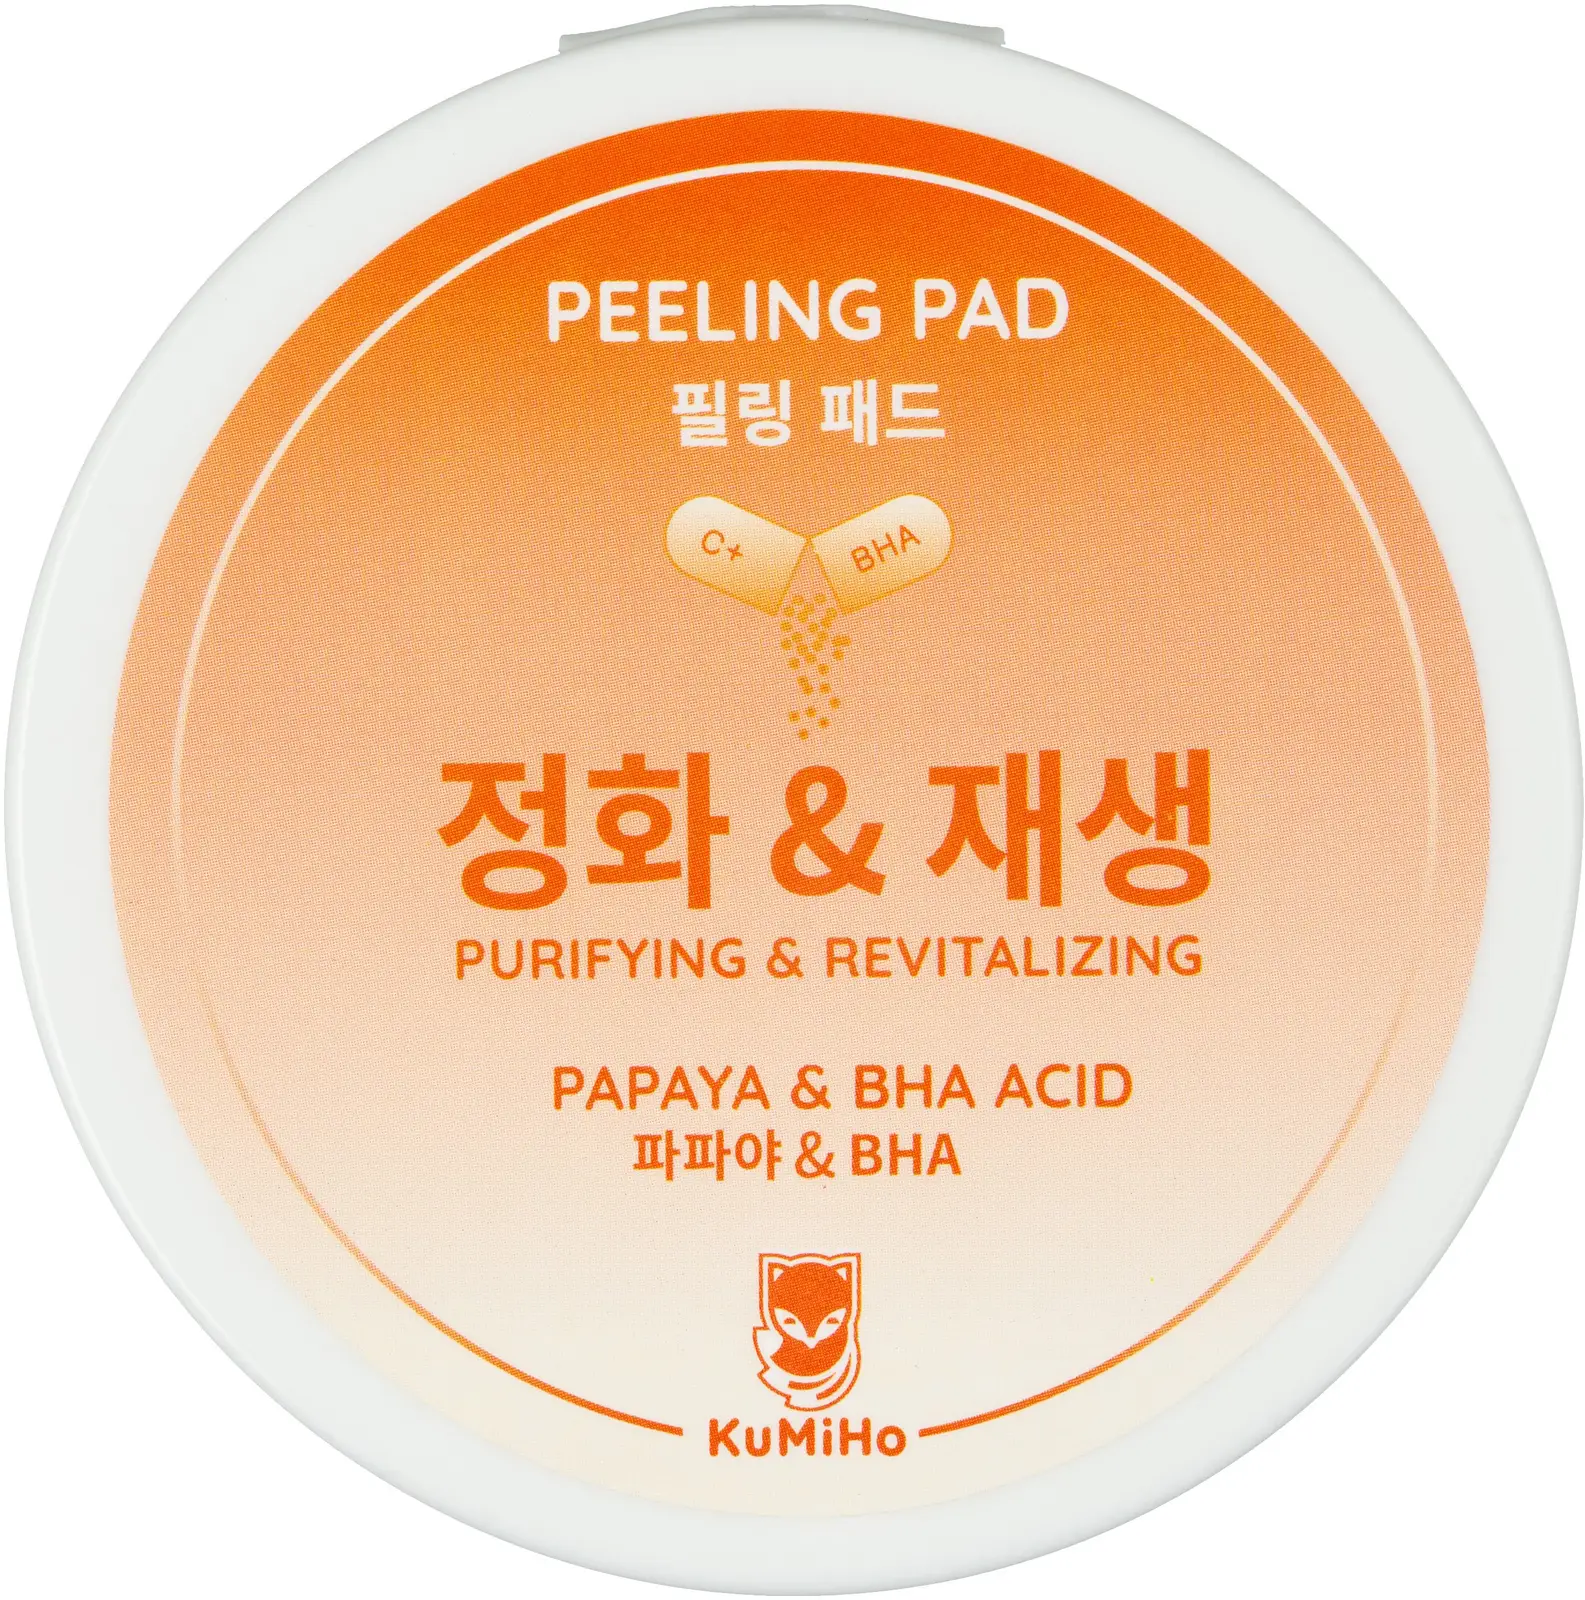 PEELING PAD
필링 패드
C+ BHA
정화 & 재생
PURIFYING & REVITALIZING
PAPAYA & BHA ACID
파파야 & BHA
KuMiHo